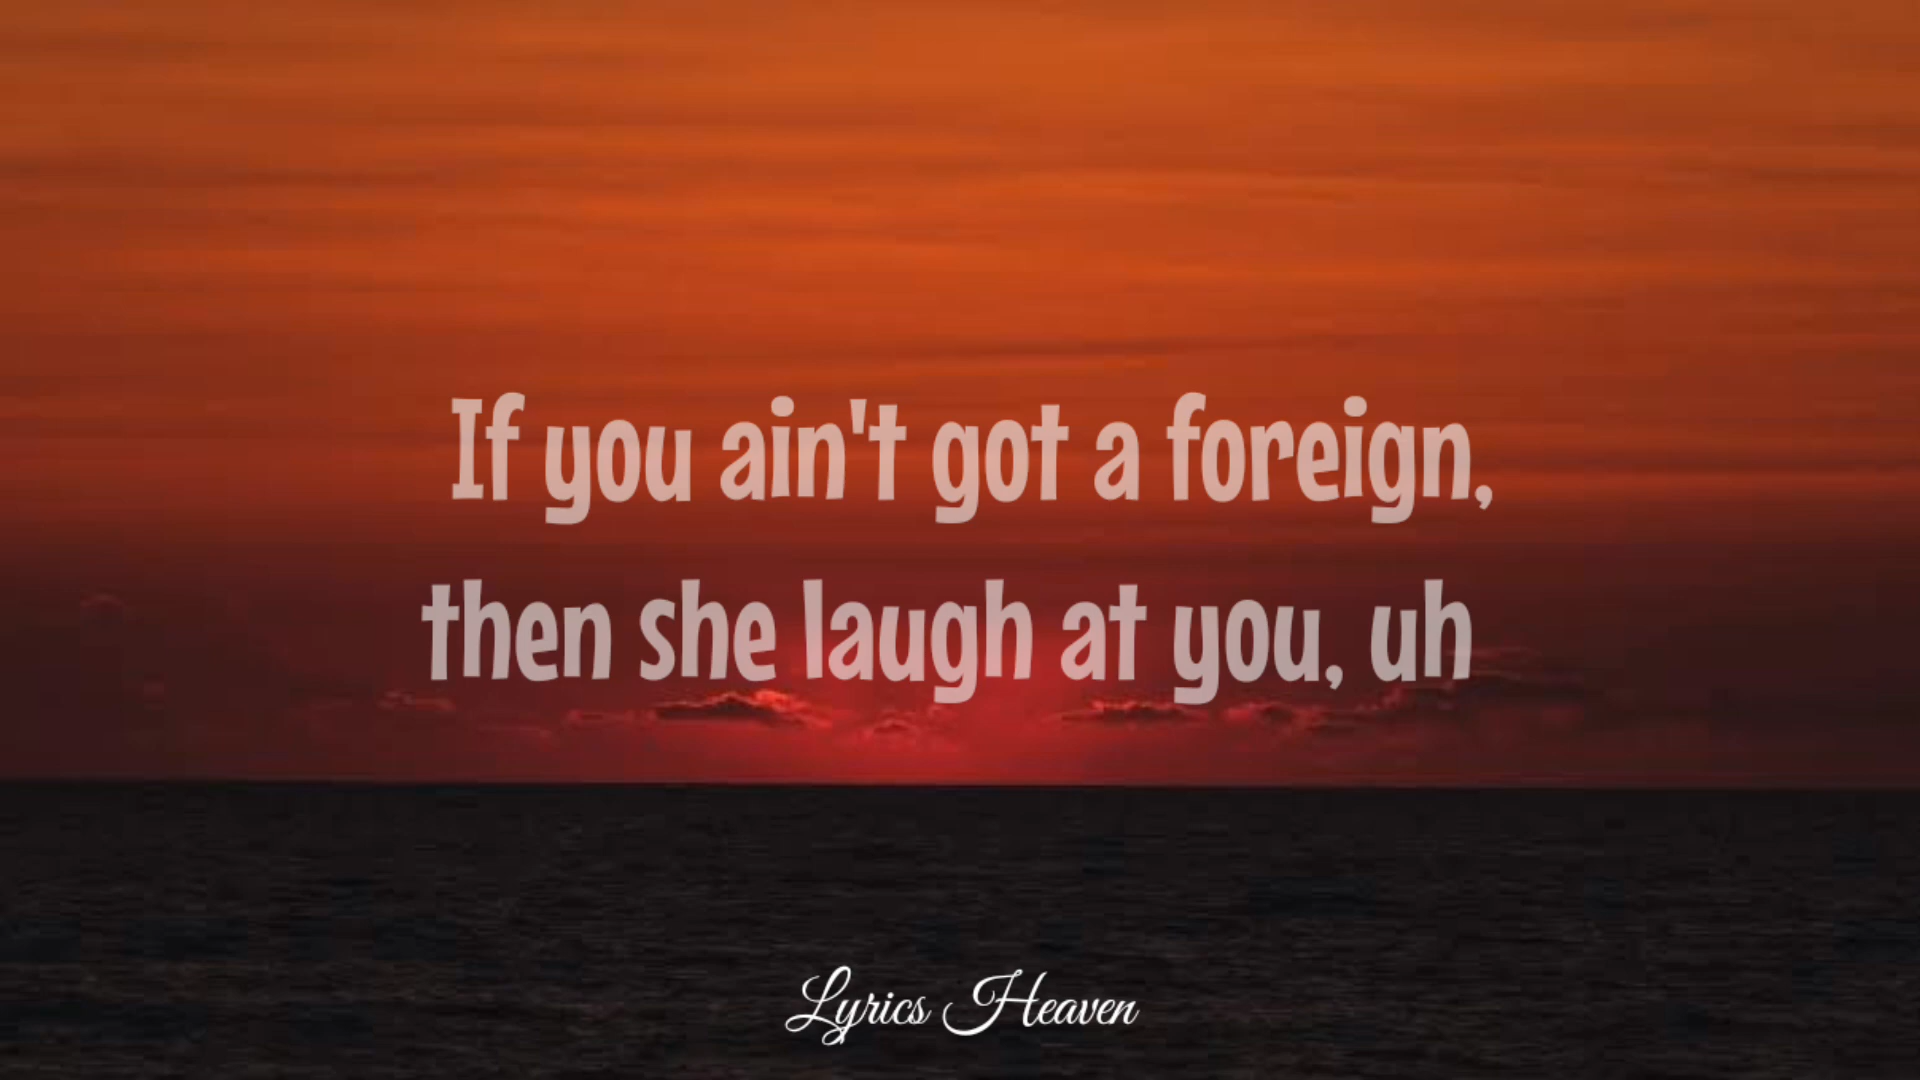 If you ain't got a foreign,
then she laugh at you, uh
Lyrics Heaven